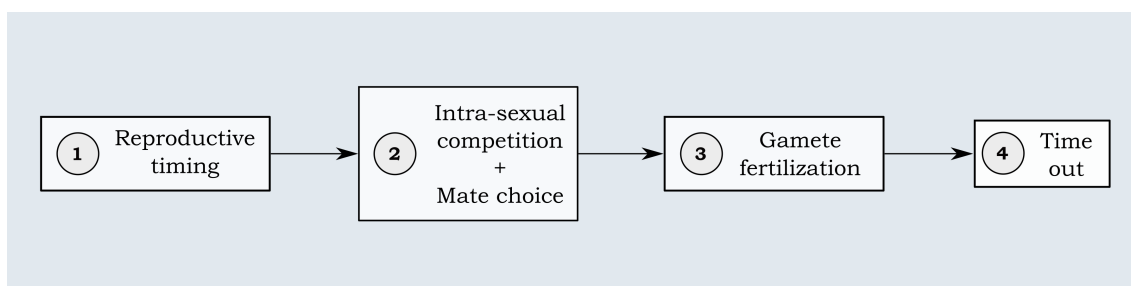 1
Reproductive
timing
2
Intra-sexual
competition
+
Mate choice
3
Gamete
fertilization
4
Time
out